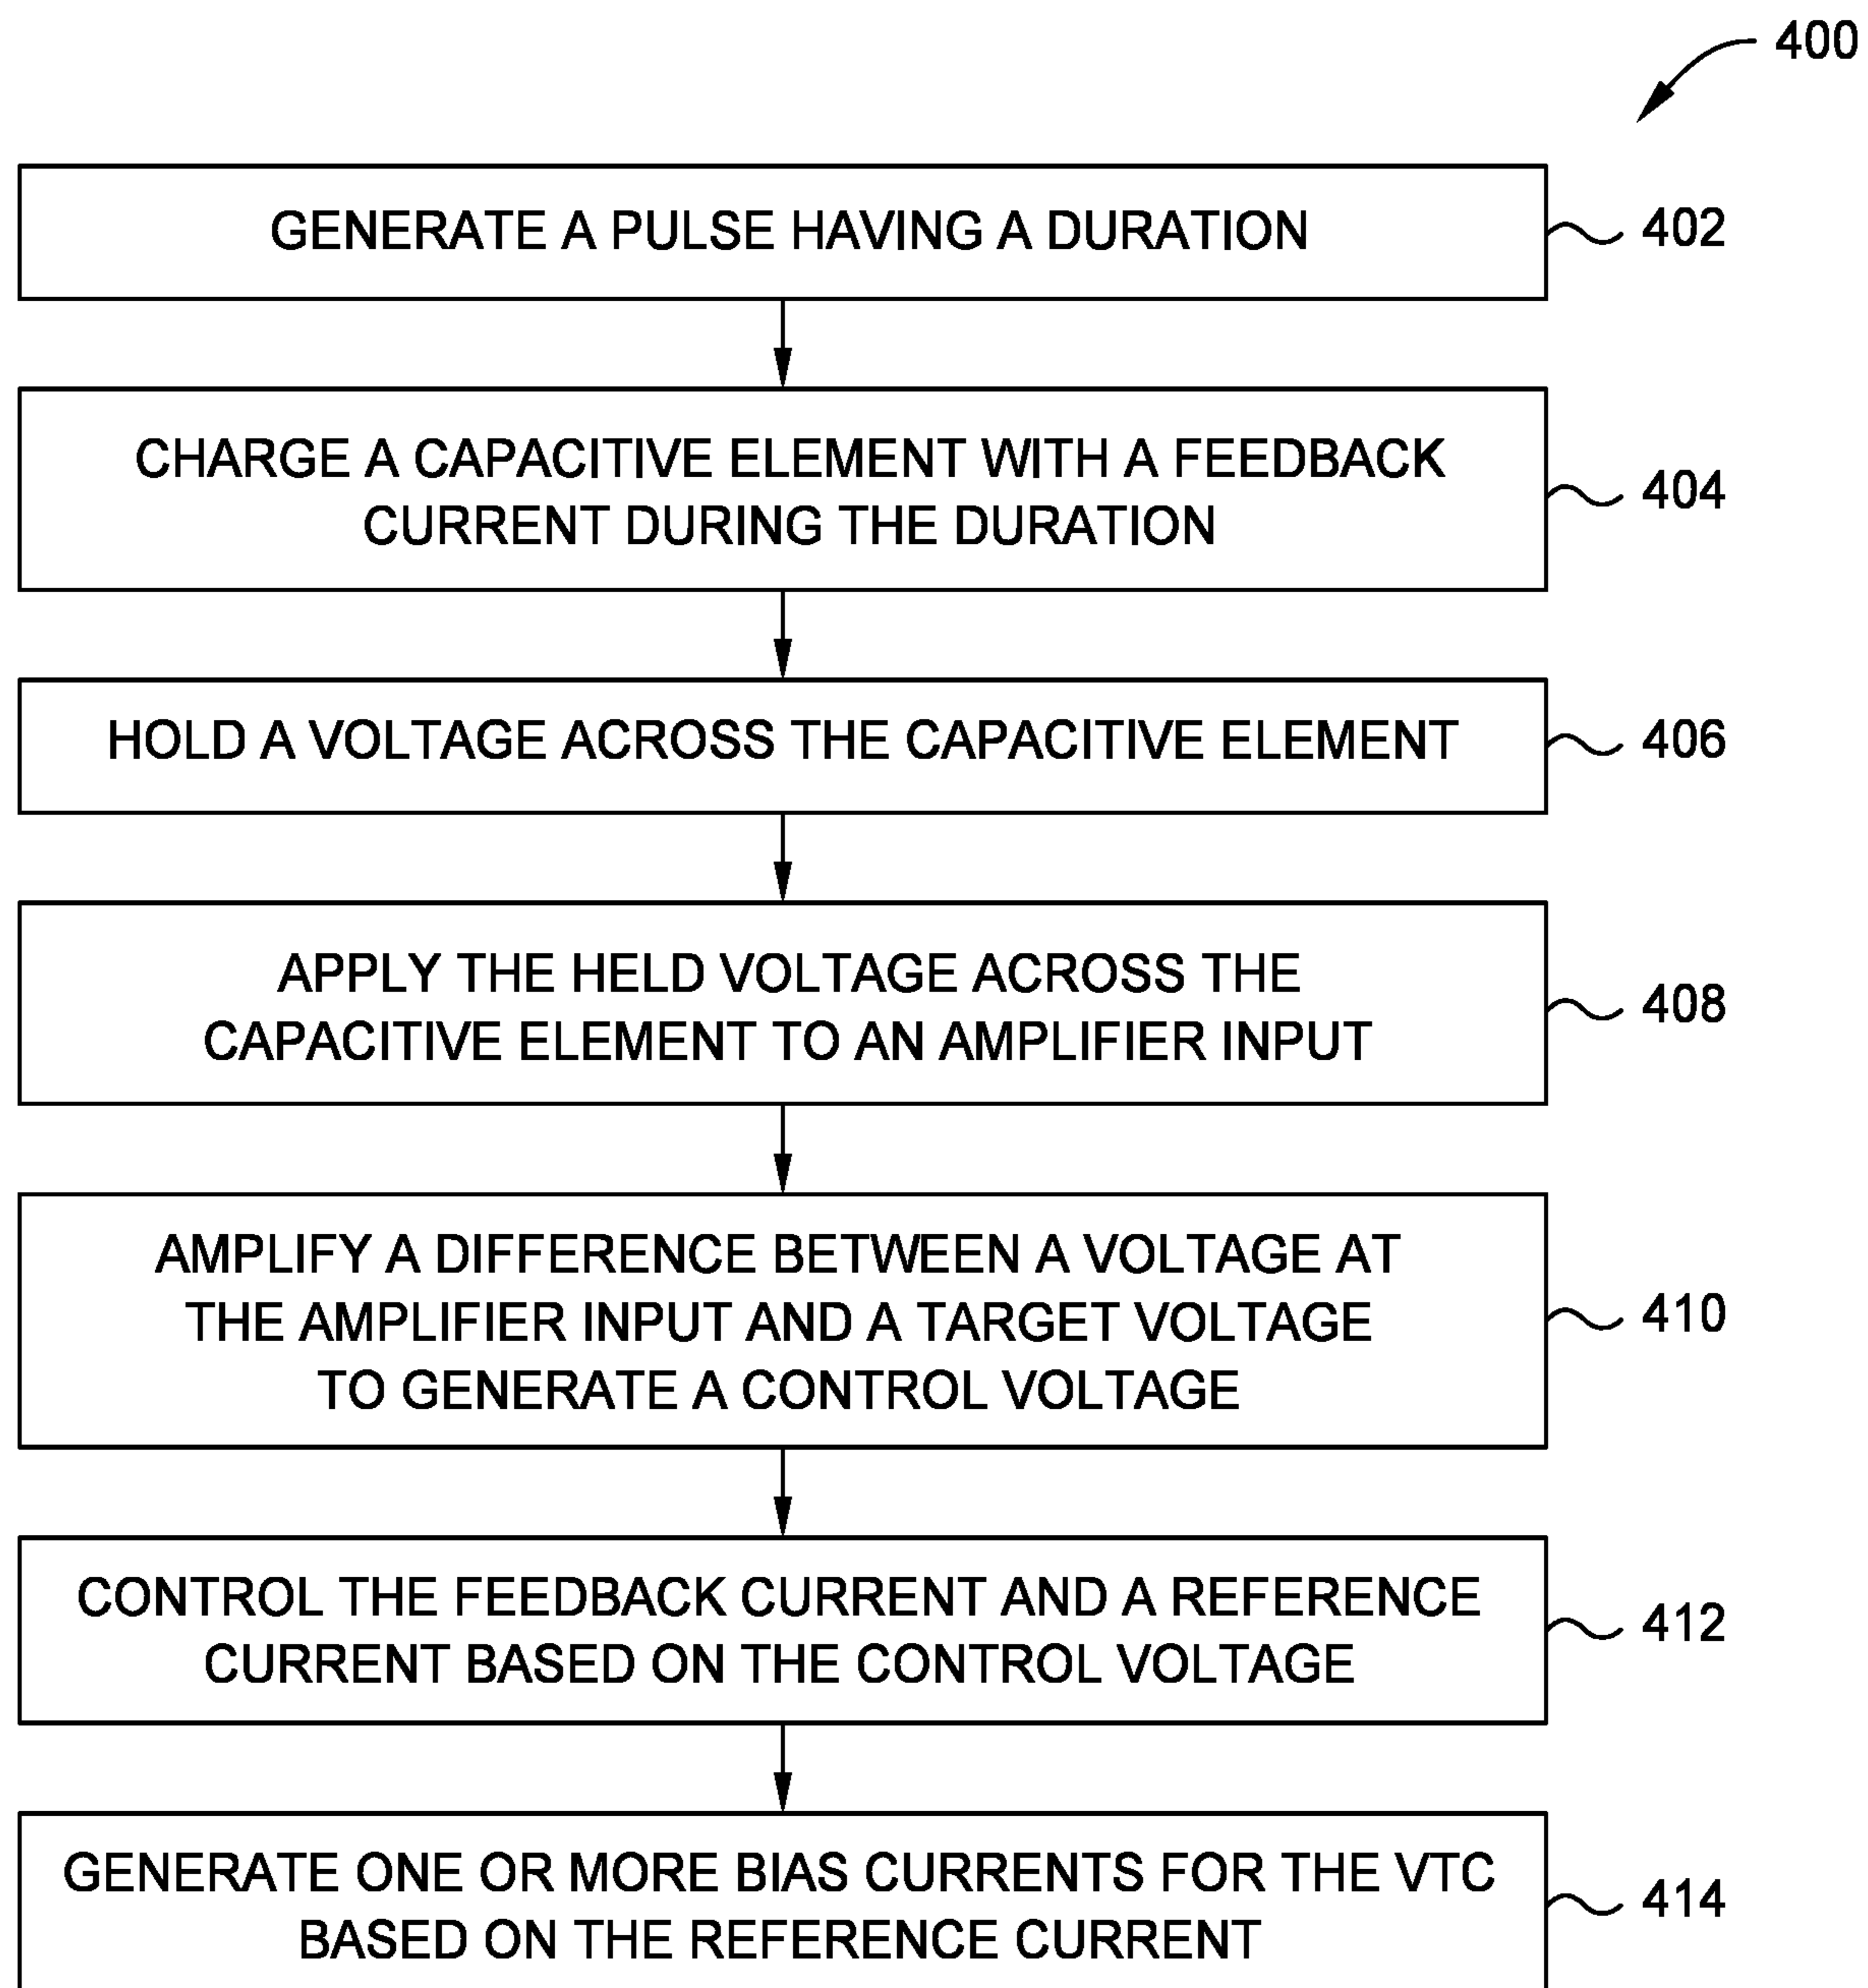 400
GENERATE A PULSE HAVING A DURATION
402
CHARGE A CAPACITIVE ELEMENT WITH A FEEDBACK
CURRENT DURING THE DURATION
404
HOLD A VOLTAGE ACROSS THE CAPACITIVE ELEMENT
406
APPLY THE HELD VOLTAGE ACROSS THE
CAPACITIVE ELEMENT TO AN AMPLIFIER INPUT
408
AMPLIFY A DIFFERENCE BETWEEN A VOLTAGE AT
THE AMPLIFIER INPUT AND A TARGET VOLTAGE
TO GENERATE A CONTROL VOLTAGE
410
CONTROL THE FEEDBACK CURRENT AND A REFERENCE
CURRENT BASED ON THE CONTROL VOLTAGE
412
GENERATE ONE OR MORE BIAS CURRENTS FOR THE VTC
BASED ON THE REFERENCE CURRENT
414